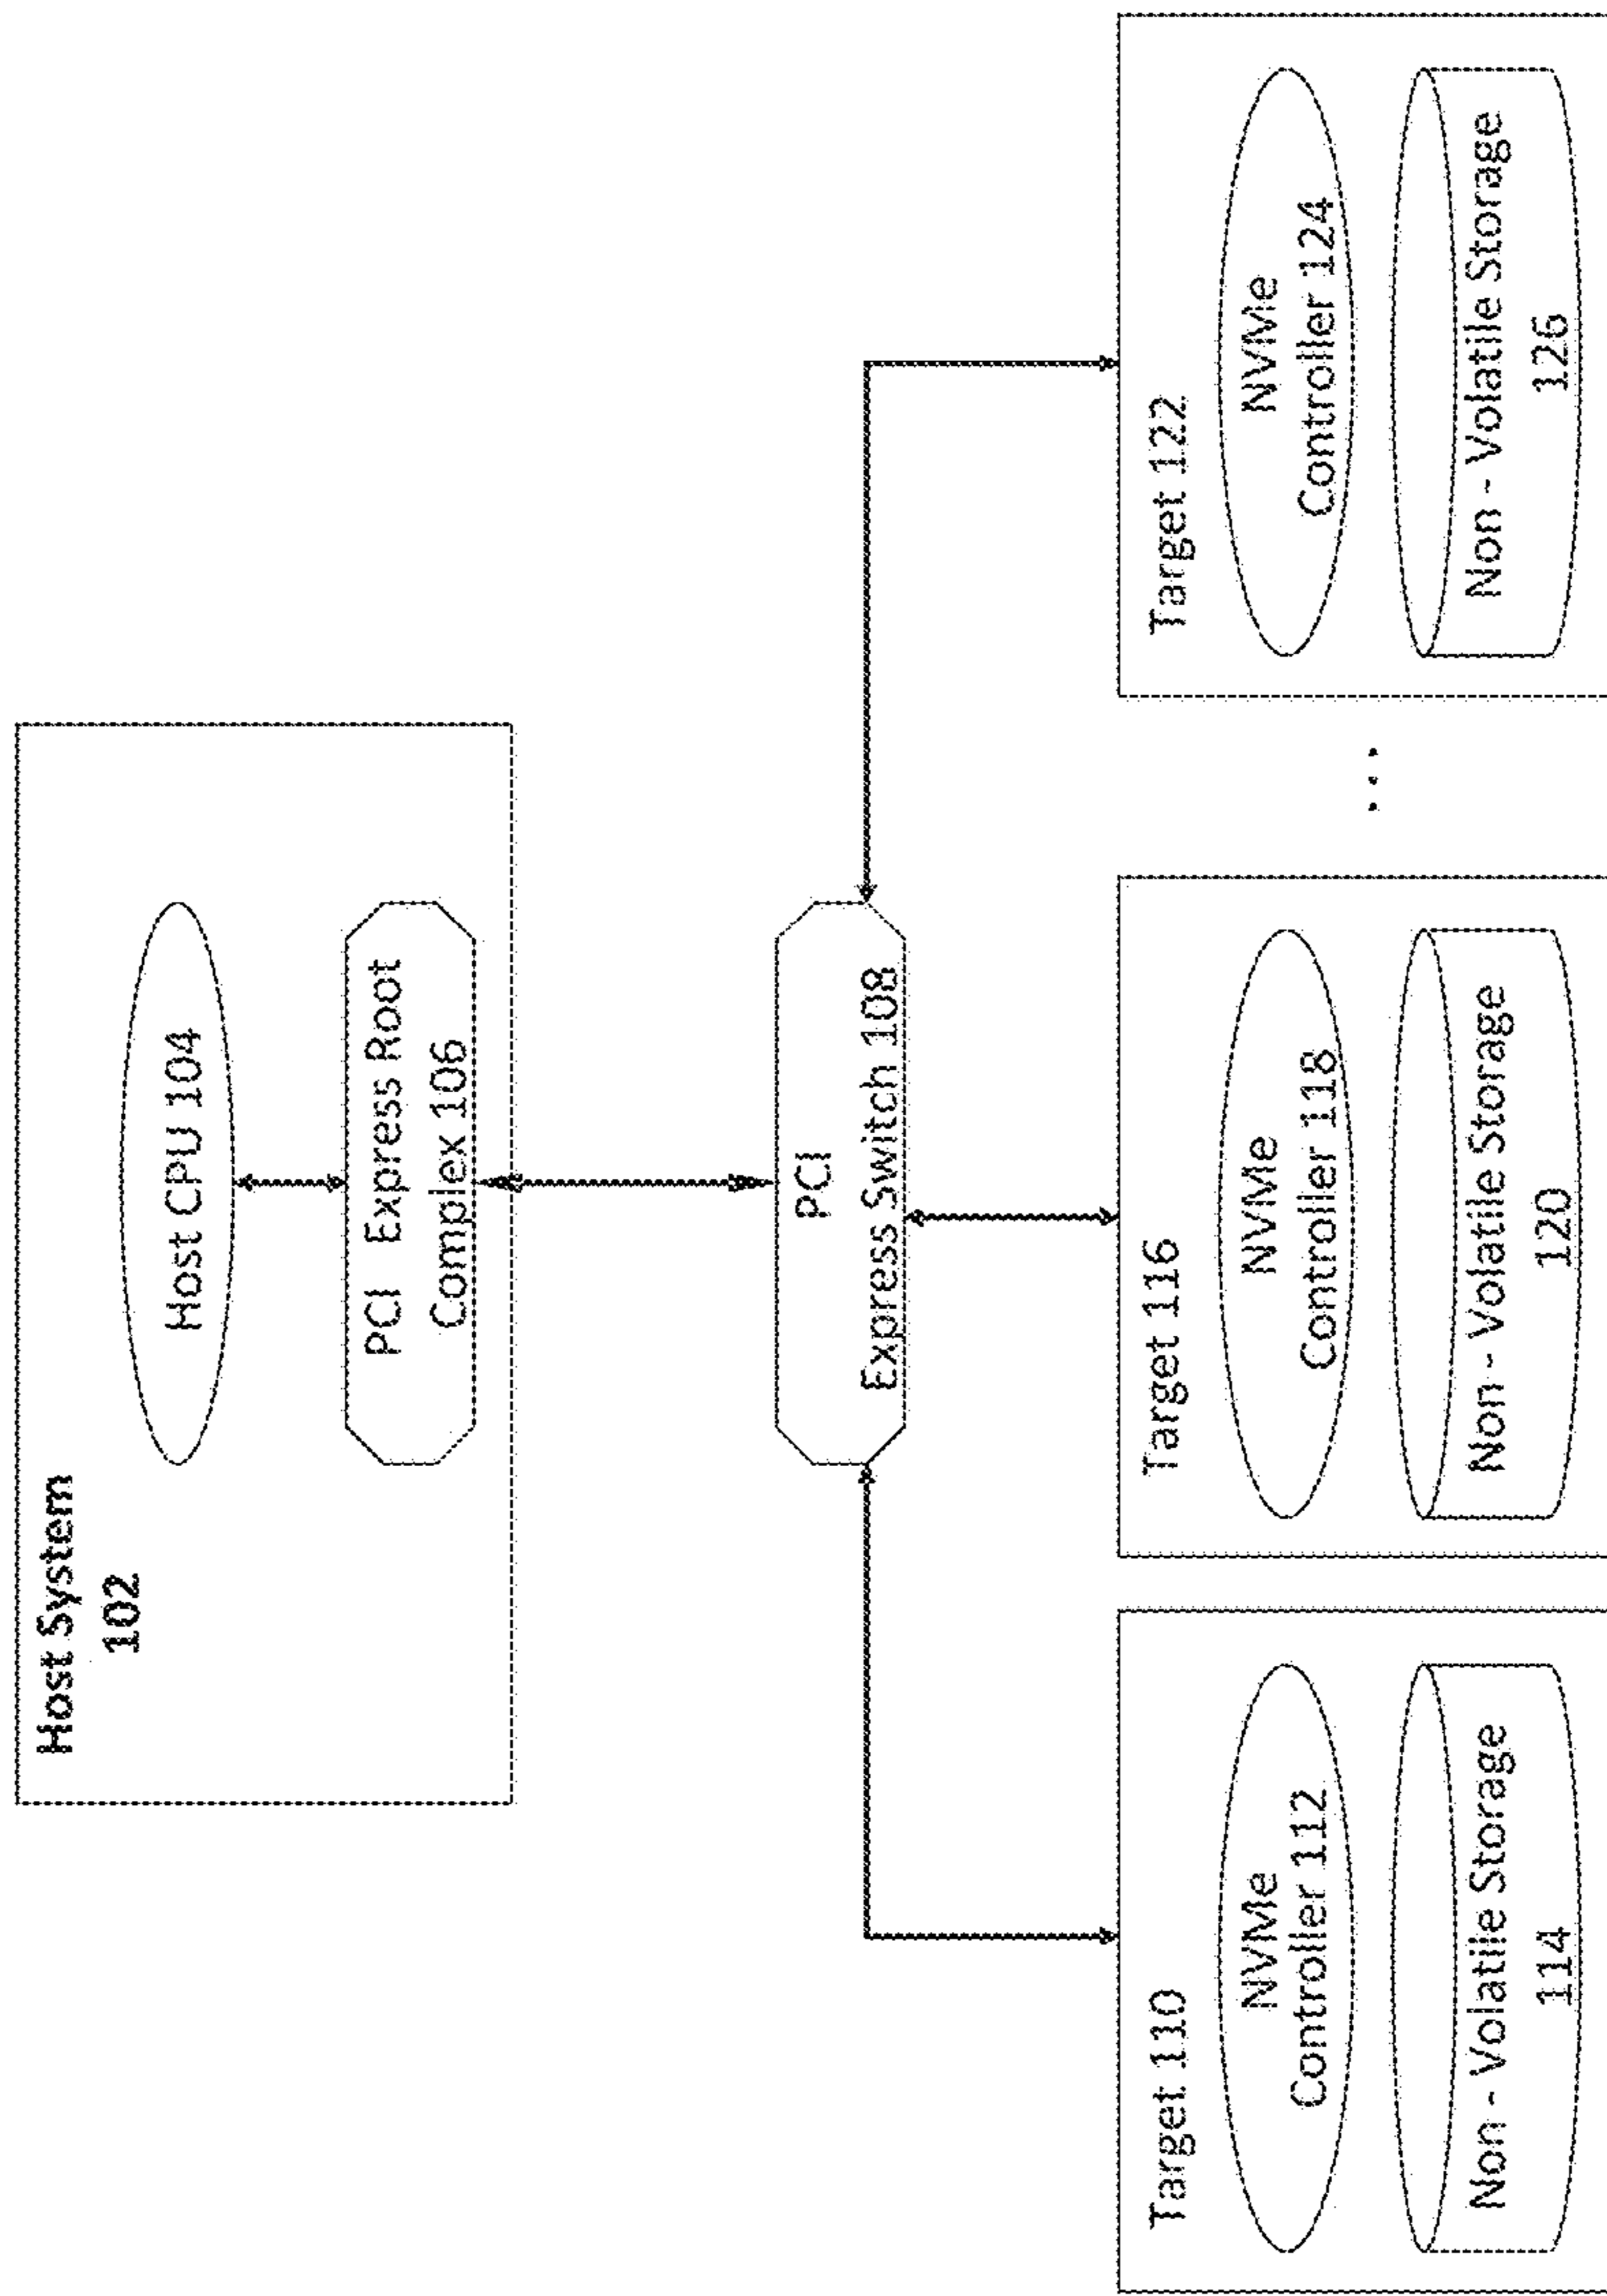 Host System
102
Host CPU 104
PCI Express Root
Complex 106
PCI
Express Switch 108
Target 110
NVMe
Controller 112
Non - Volatile Storage
114
Target 116
NVMe
Controller 118
Non - Volatile Storage
120
...
Target 122
NVMe
Controller 124
Non - Volatile Storage
126